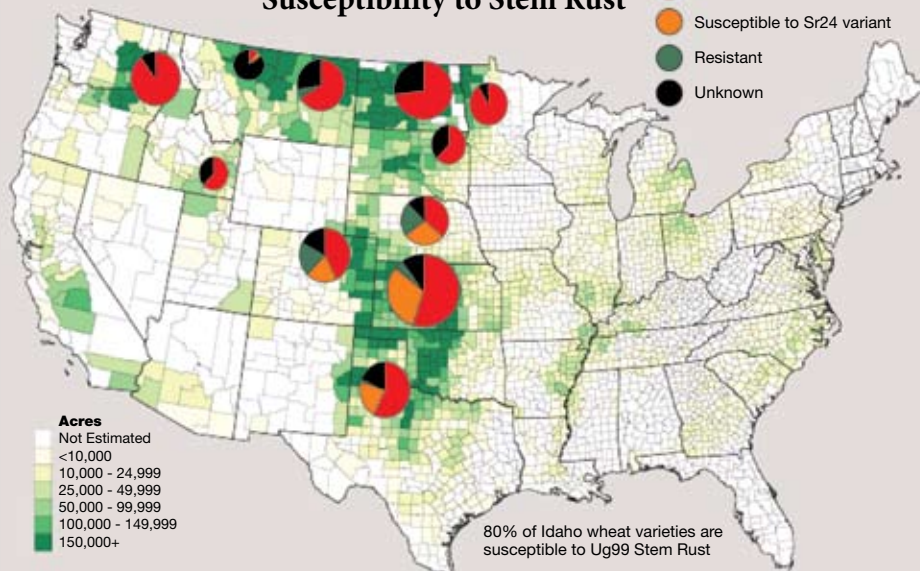 Susceptibility to Stem Rust
Susceptible to Sr24 variant
Resistant
Unknown
Acres
Not Estimated
<10,000
10,000 - 24,999
25,000 - 49,999
50,000 - 99,999
100,000 - 149,999
150,000+
80% of Idaho wheat varieties are
susceptible to Ug99 Stem Rust